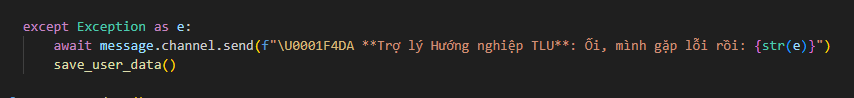 except Exception as e:
await message.channel.send(f"\U0001F4DA **Trợ lý Hướng nghiệp TLU**: Ối, mình gặp lỗi rồi: {str(e)}")
save_user_data()